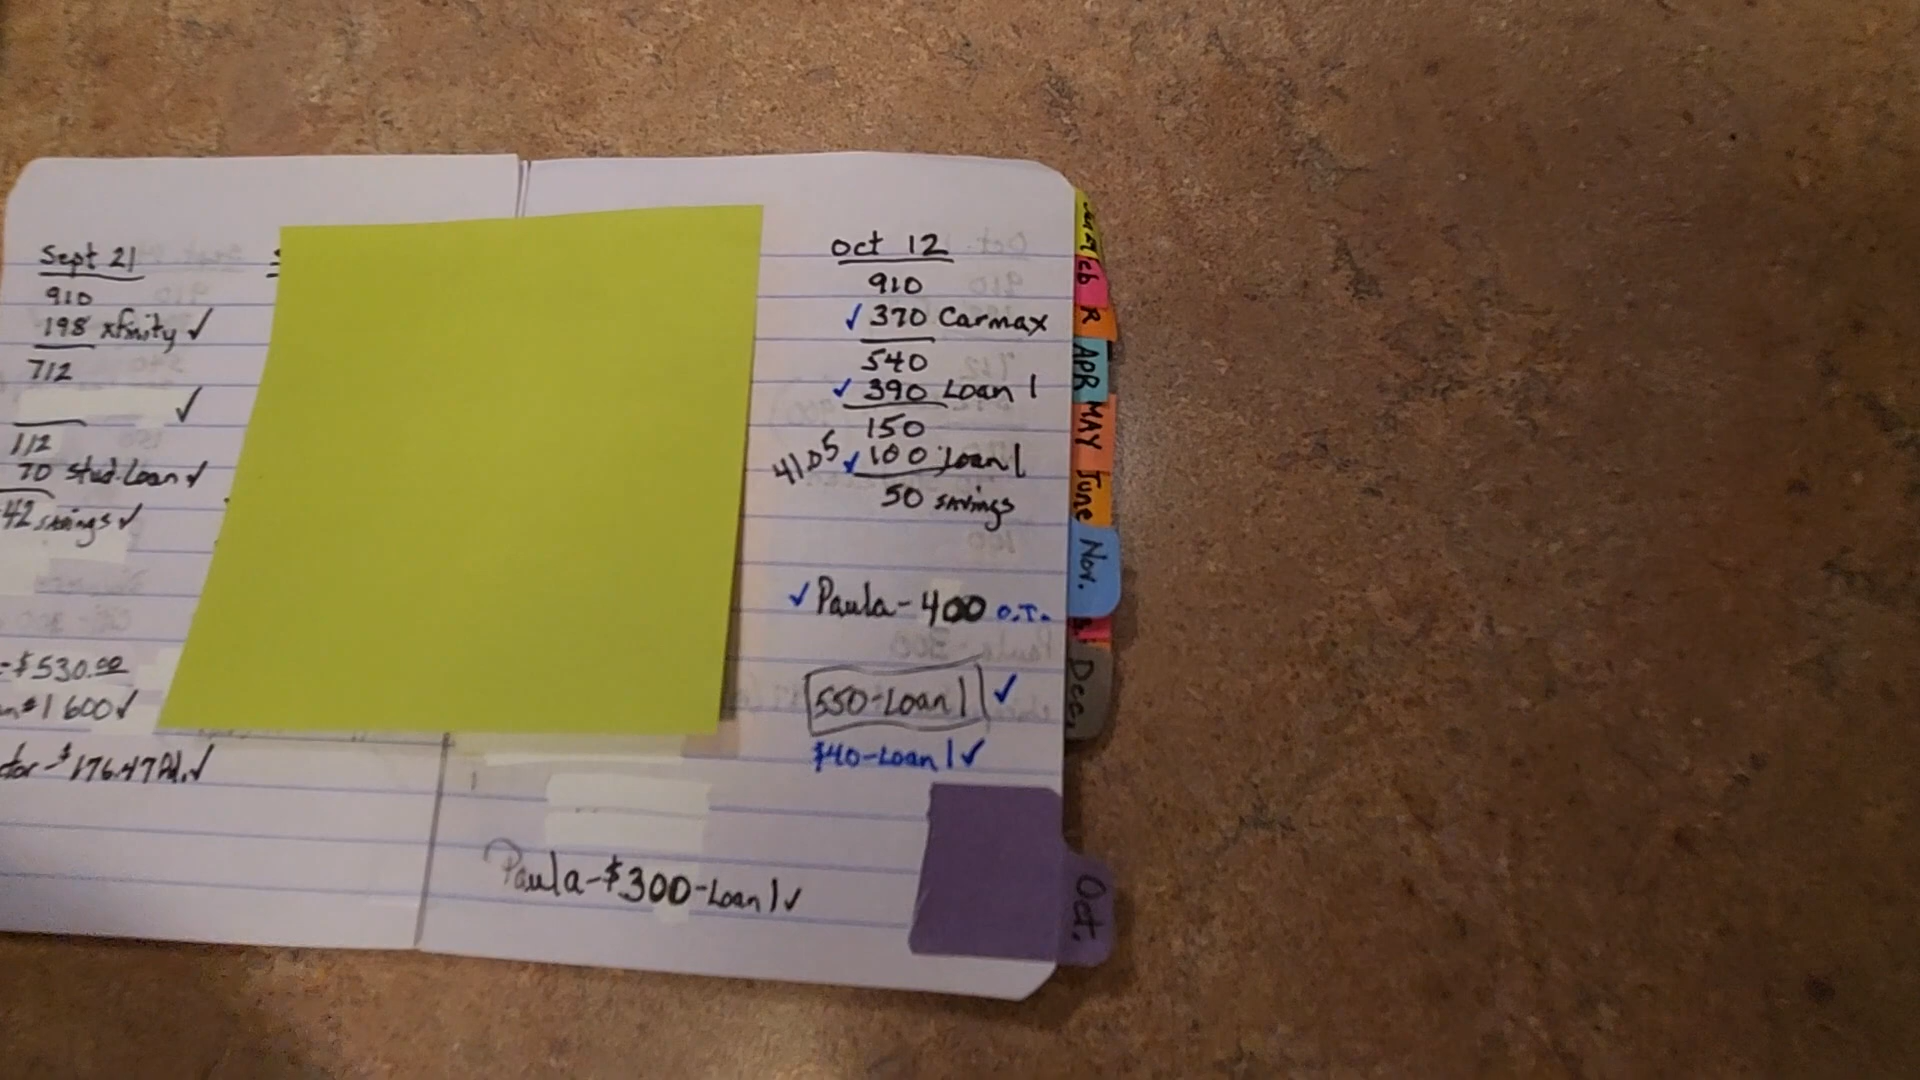 Sept 21
910
198 xfinity ✓
712
✓
112
70 Stud. Loan ✓
42 savings ✓
-$530.00
$1600 ✓
tor-$176.47 Pd. ✓
Oct 12
910
✓ 370 Carmax
540
✓ 390 Loan 1
150
✓ 100 Loan 1
50 savings
✓ Paula-400 O.T.
550-Loan 1 ✓
$40-Loan 1 ✓
Paula-$300-Loan 1 ✓
eb
R
APR
MAY
June
Nov.
Dec.
Oct.